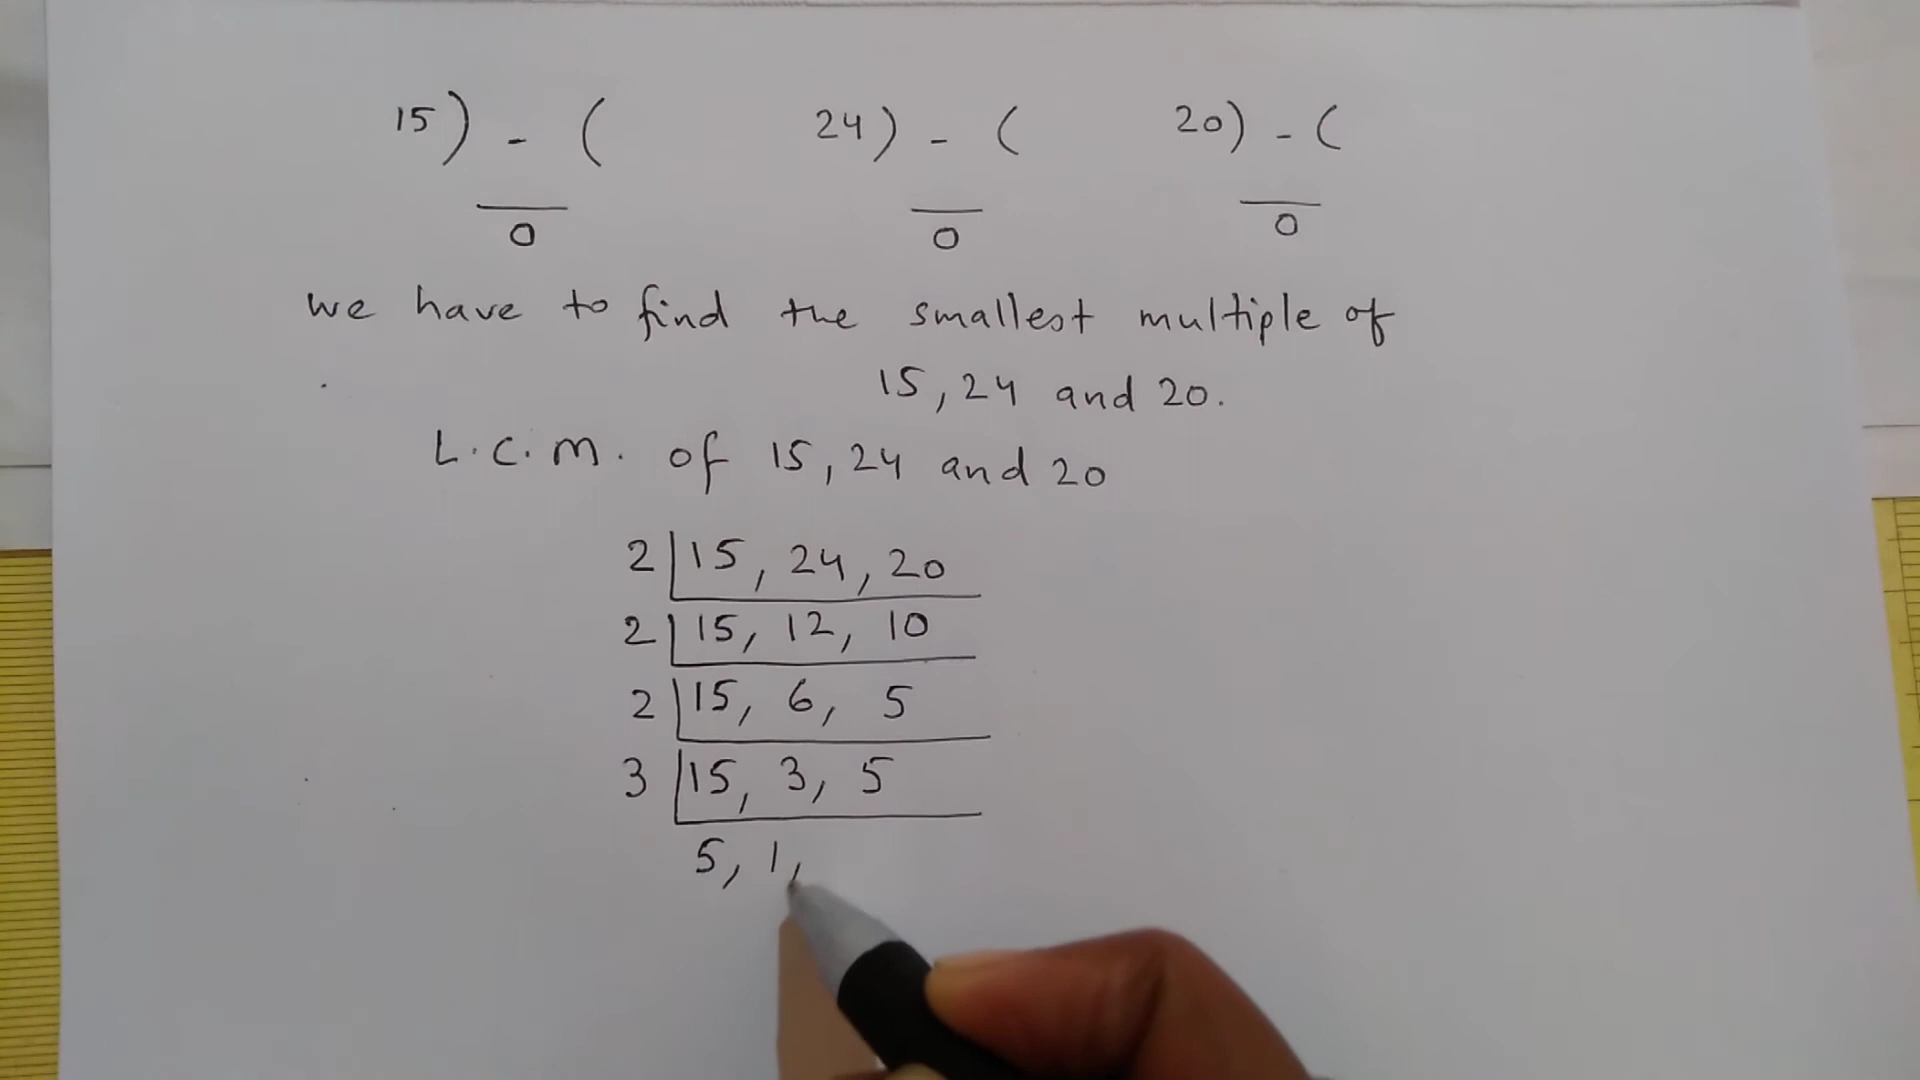 15) - ( 24) - ( 20) - (
0 0 0
we have to find the smallest multiple of
15, 24 and 20.
L.C.M. of 15, 24 and 20
2 | 15, 24, 20
2 | 15, 12, 10
2 | 15, 6, 5
3 | 15, 3, 5
5, 1,